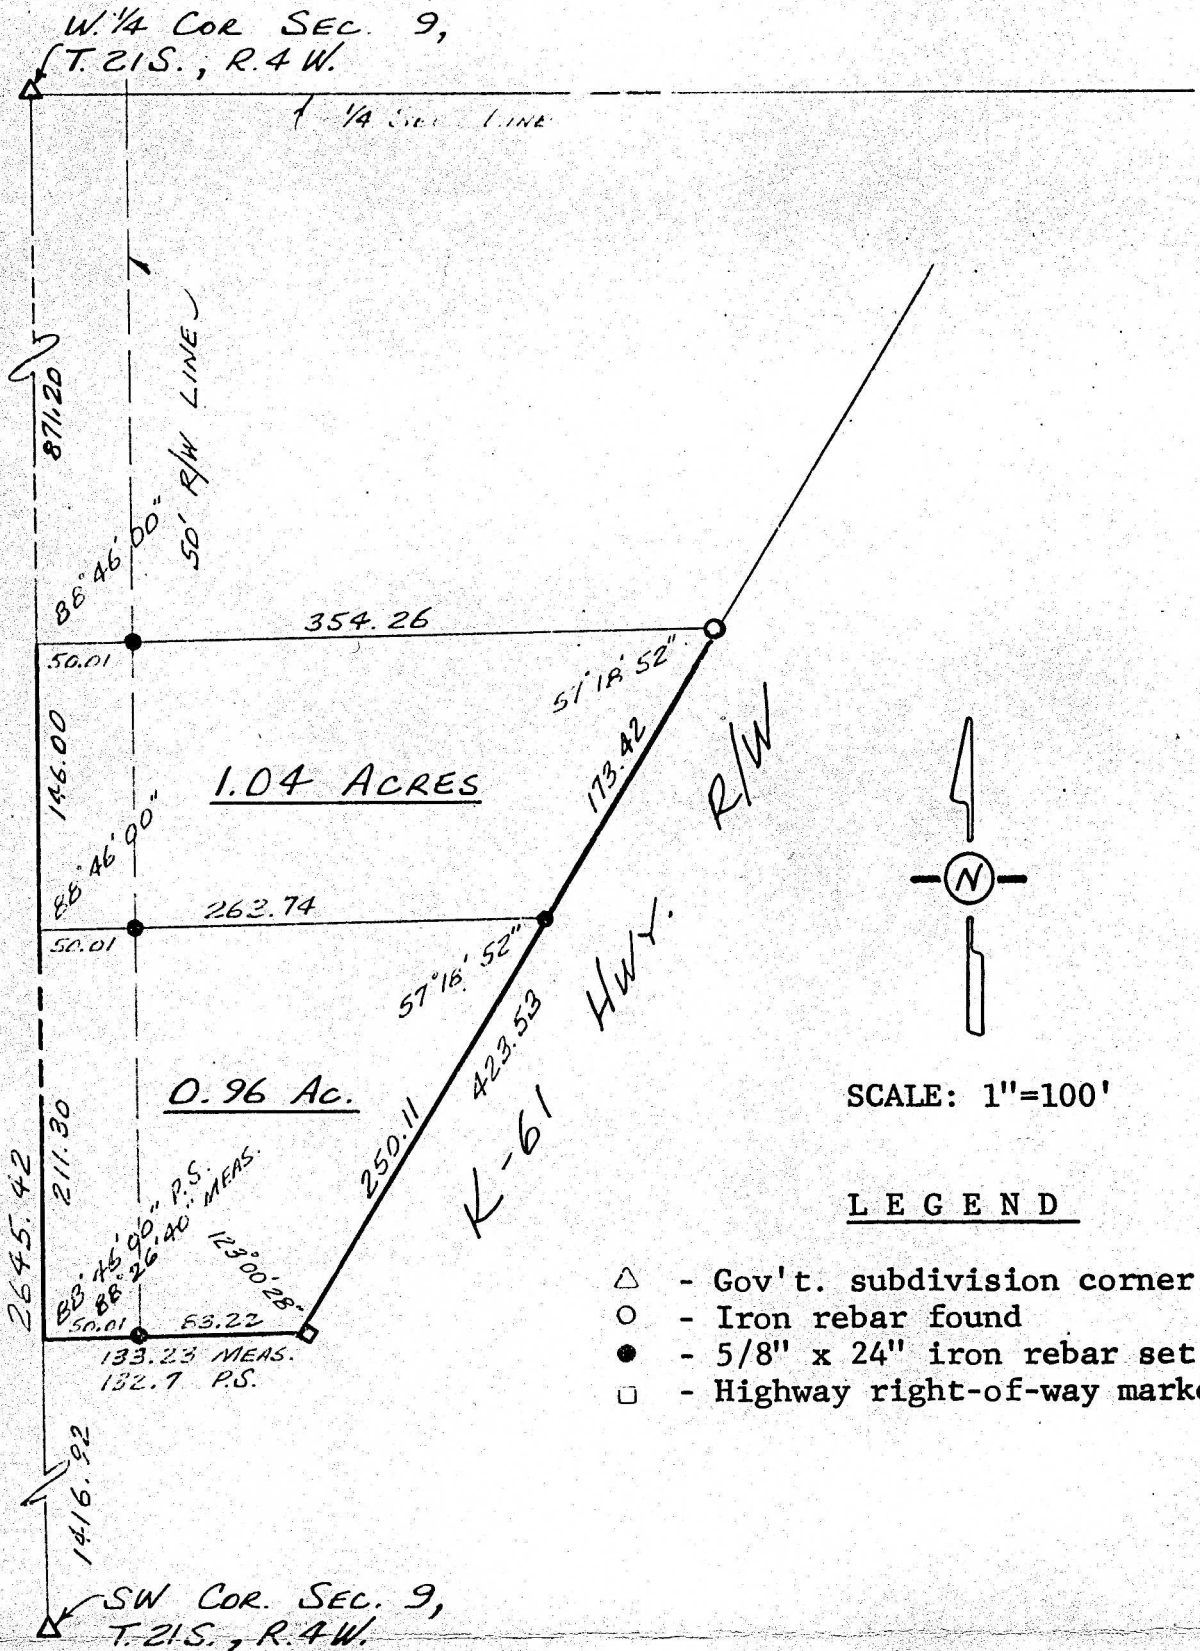 W. 1/4 COR SEC. 9,
T. 21S., R. 4 W.
1/4 SEC LINE
871.20
50' R/W LINE
88° 46' 00"
354.26
50.01
57° 18' 52"
146.00
1.04 ACRES
173.42
R/W
88° 46' 00"
263.74
50.01
57° 18' 52"
HWY.
N
423.53
0.96 AC.
SCALE: 1"=100'
250.11
K-61
211.30
2645.42
LEGEND
88° 46' 00" P.S.
88° 26' 40" MEAS.
123° 00' 28"
△ - Gov't. subdivision corner
○ - Iron rebar found
● - 5/8" x 24" iron rebar set
□ - Highway right-of-way marke
50.01
83.22
133.23 MEAS.
132.7 P.S.
1416.92
SW COR. SEC. 9,
T. 21S., R. 4W.